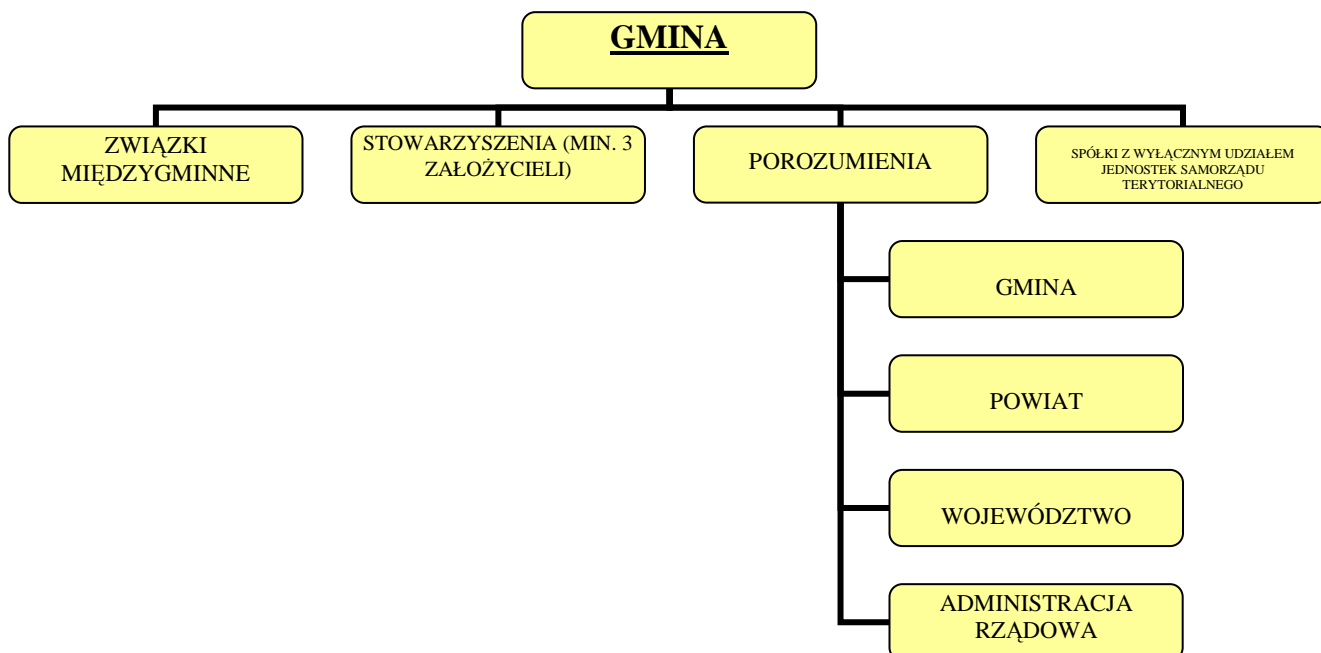 GMINA
ZWIĄZKI
MIĘDZYGMINNE
STOWARZYSZENIA (MIN. 3
ZAŁOŻYCIELI)
POROZUMIENIA
SPÓŁKI Z WYŁĄCZNYM UDZIAŁEM
JEDNOSTEK SAMORZĄDU
TERYTORIALNEGO
GMINA
POWIAT
WOJEWÓDZTWO
ADMINISTRACJA
RZĄDOWA